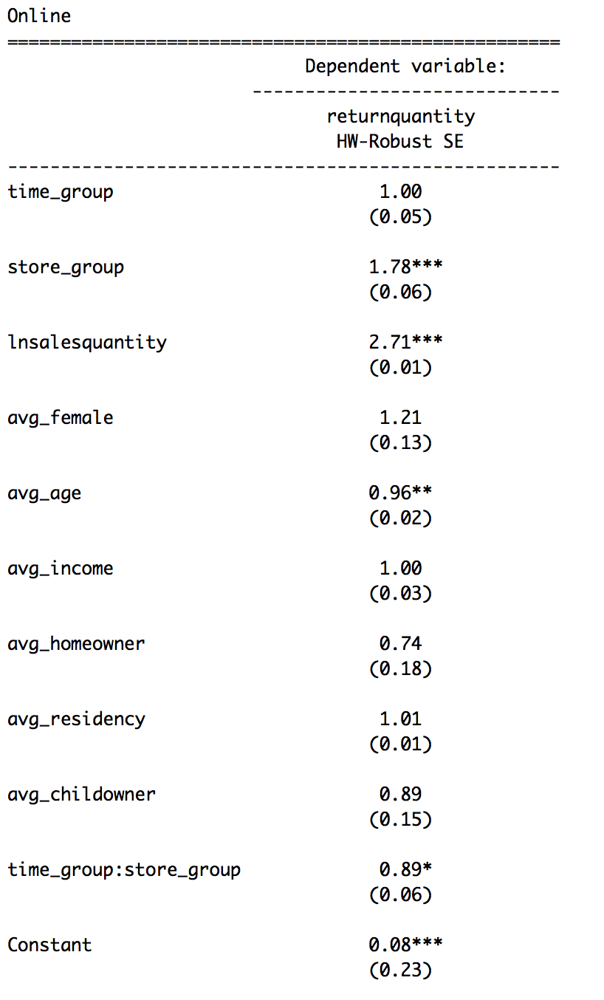 Online
====================================================
Dependent variable:
-----------------------------
returnquantity
HW-Robust SE
----------------------------------------------------
time_group 1.00
(0.05)
store_group 1.78***
(0.06)
lnsalesquantity 2.71***
(0.01)
avg_female 1.21
(0.13)
avg_age 0.96**
(0.02)
avg_income 1.00
(0.03)
avg_homeowner 0.74
(0.18)
avg_residency 1.01
(0.01)
avg_childowner 0.89
(0.15)
time_group:store_group 0.89*
(0.06)
Constant 0.08***
(0.23)